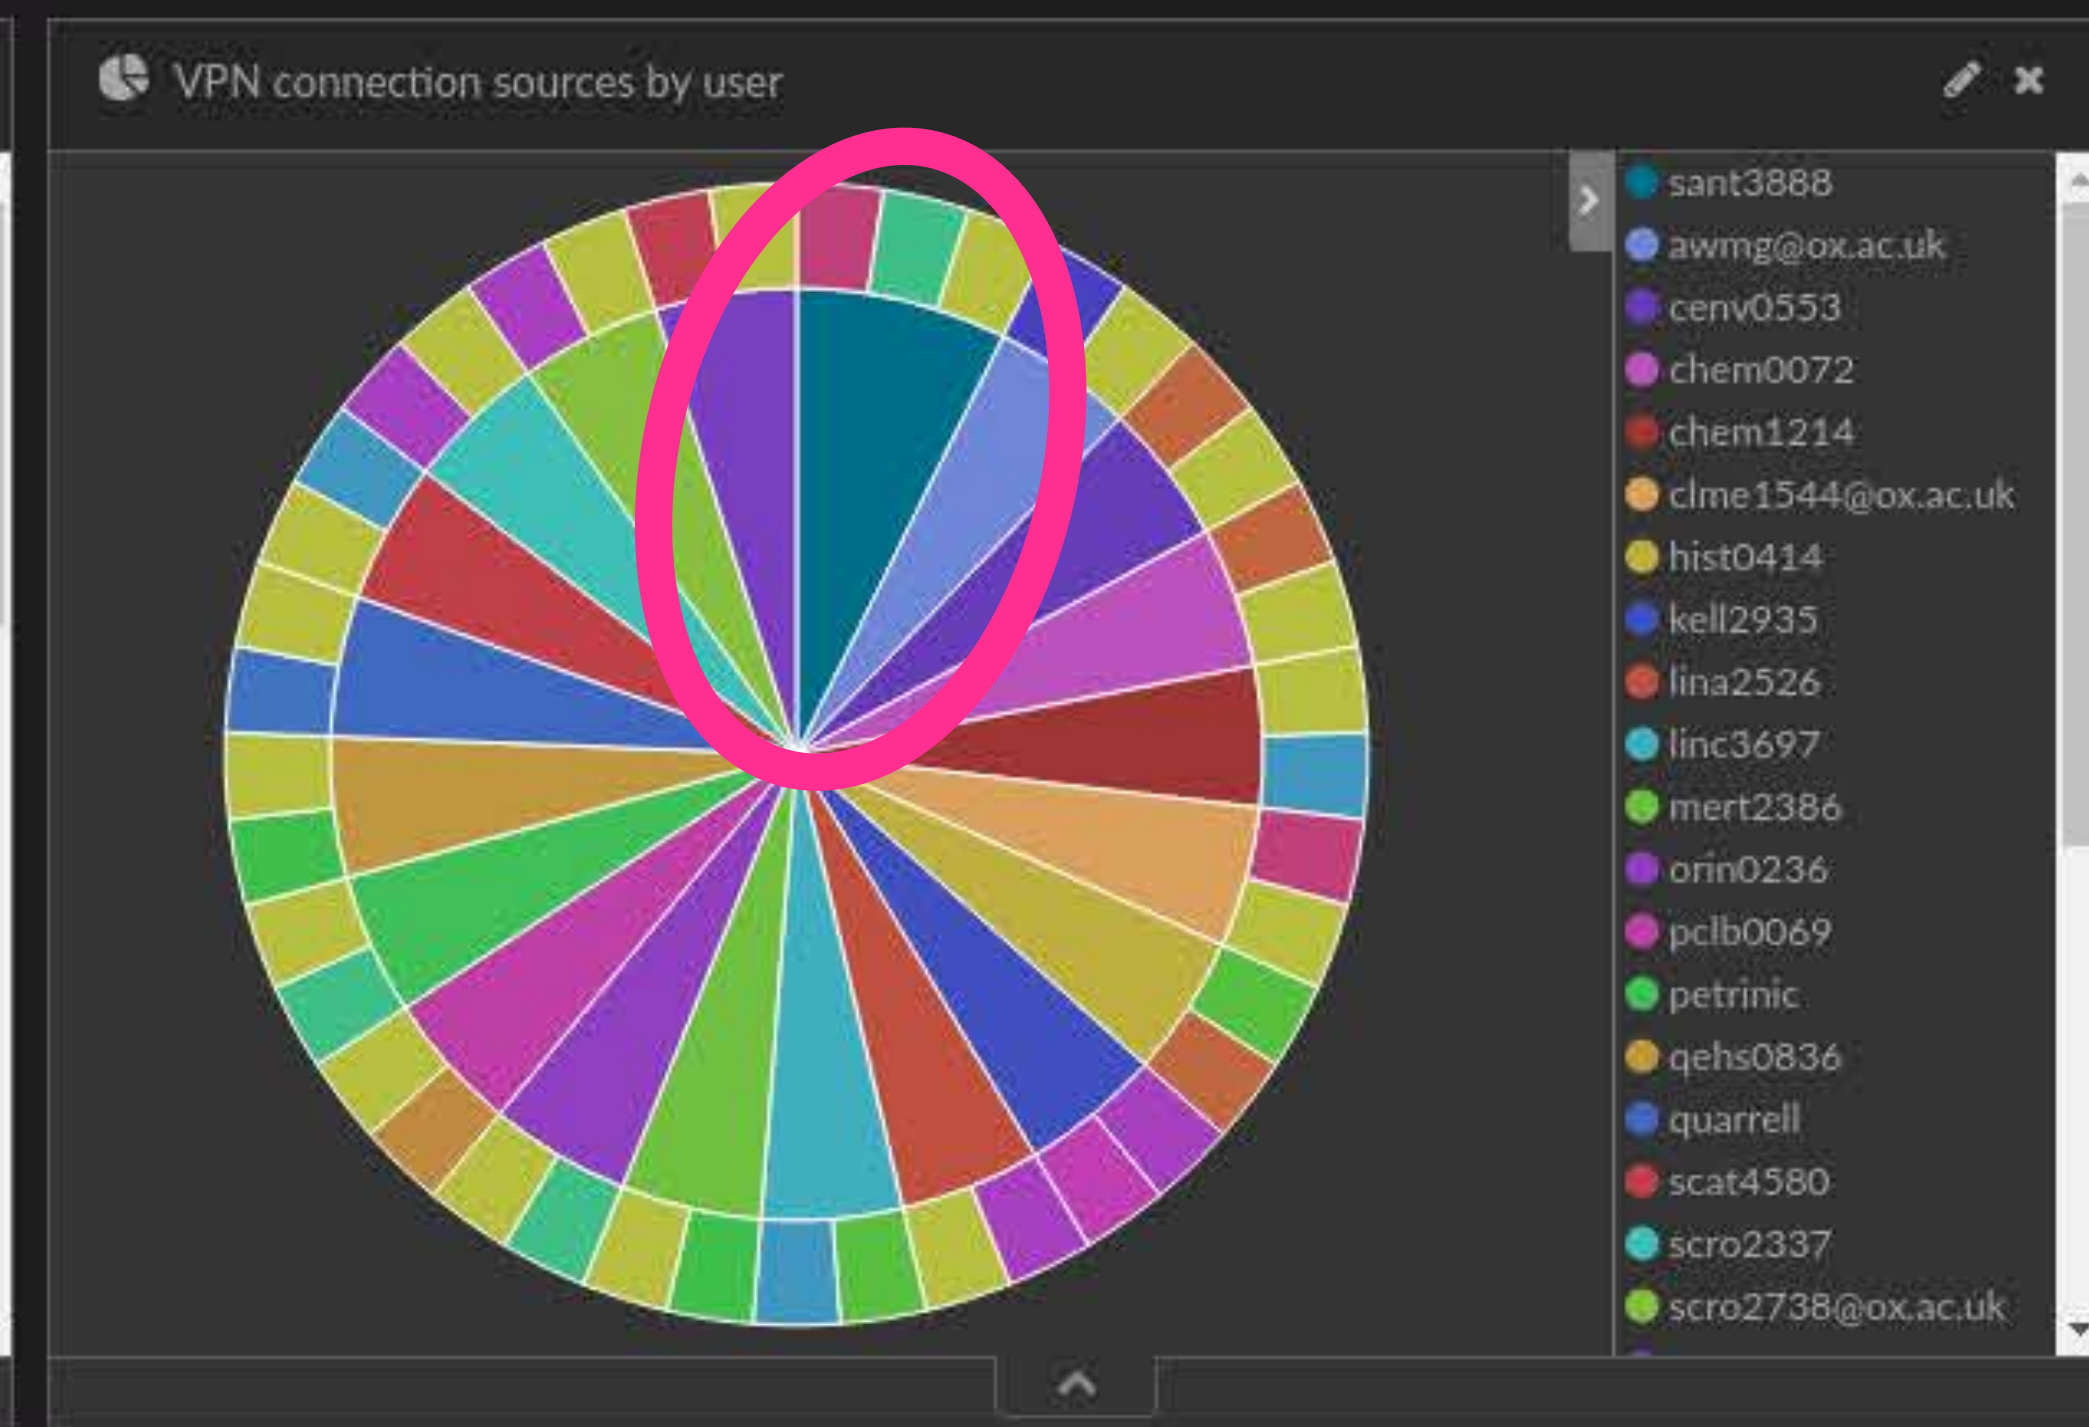 VPN connection sources by user
sant3888
awmg@ox.ac.uk
cenv0553
chem0072
chem1214
clme1544@ox.ac.uk
hist0414
kell2935
lina2526
linc3697
mert2386
orin0236
pclb0069
petrinic
qehs0836
quarrell
scat4580
scro2337
scro2738@ox.ac.uk